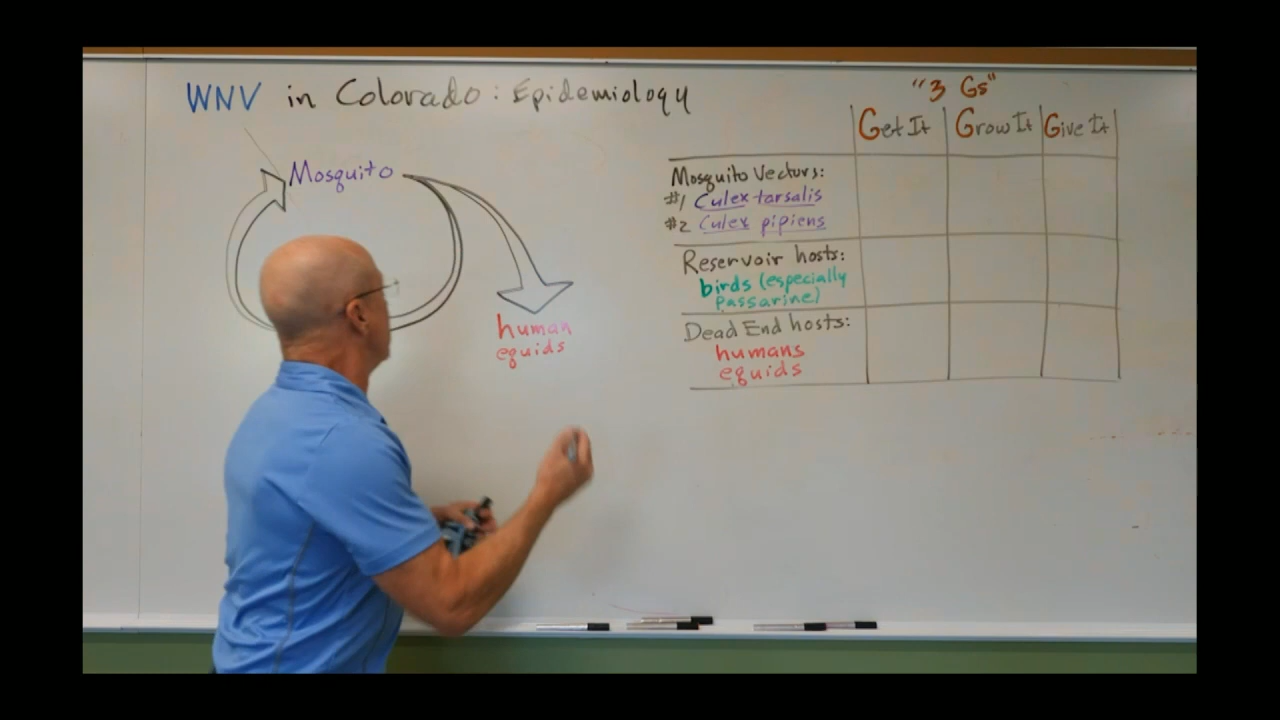 WNV in Colorado: Epidemiology
Mosquito
human
equids
"3 Gs"
Get It
Grow It
Give It
Mosquito Vectors:
#1 Culex tarsalis
#2 Culex pipiens
Reservoir hosts:
birds (especially
passarine)
Dead End hosts:
humans
equids